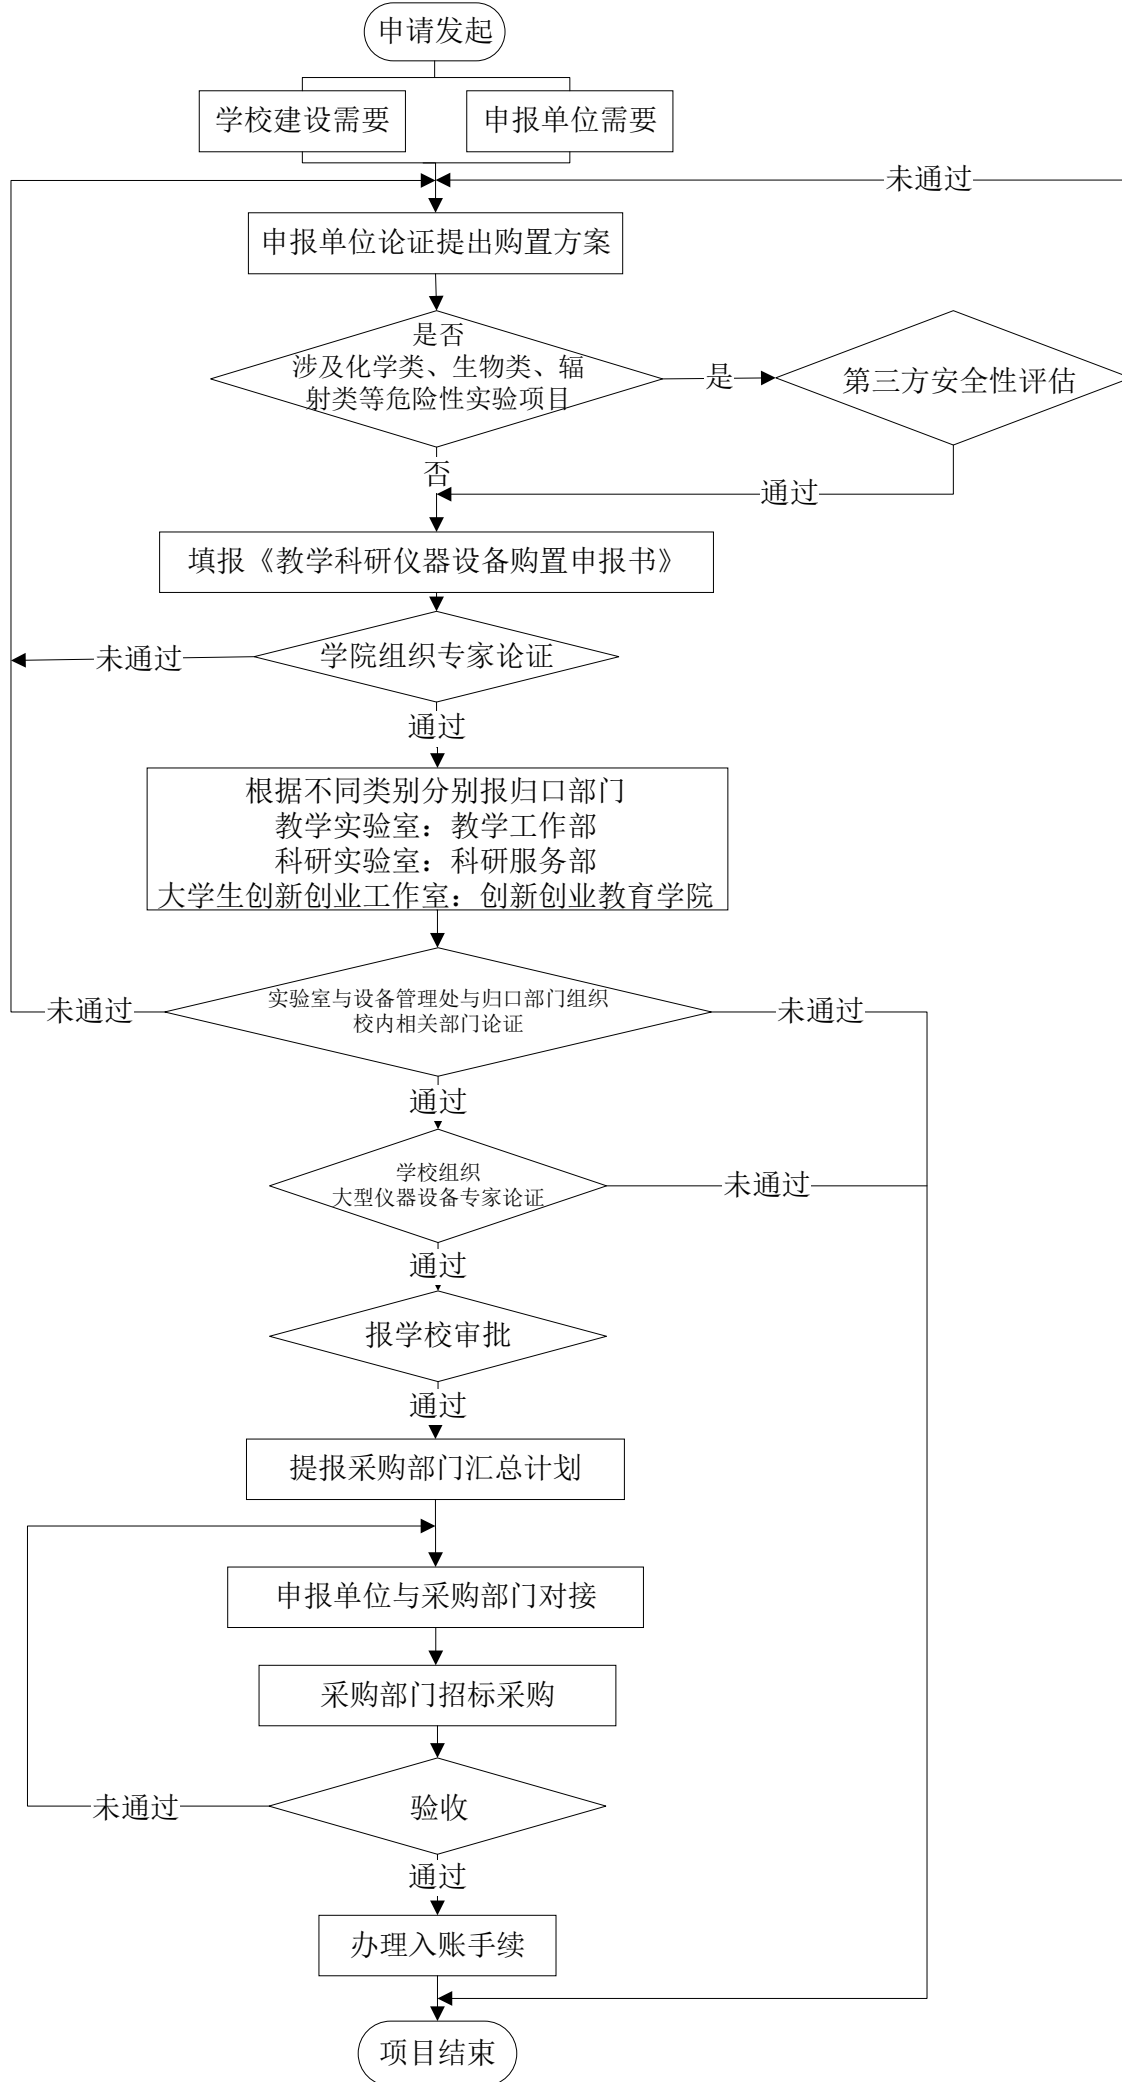 申请发起
学校建设需要
申报单位需要
未通过
申报单位论证提出购置方案
是否
涉及化学类、生物类、辐
射类等危险性实验项目
是
第三方安全性评估
否
通过
填报《教学科研仪器设备购置申报书》
学院组织专家论证
未通过
通过
根据不同类别分别报归口部门
教学实验室：教学工作部
科研实验室：科研服务部
大学生创新创业工作室：创新创业教育学院
未通过
实验室与设备管理处与归口部门组织
校内相关部门论证
未通过
通过
学校组织
大型仪器设备专家论证
未通过
通过
报学校审批
通过
提报采购部门汇总计划
申报单位与采购部门对接
采购部门招标采购
未通过
验收
通过
办理入账手续
项目结束